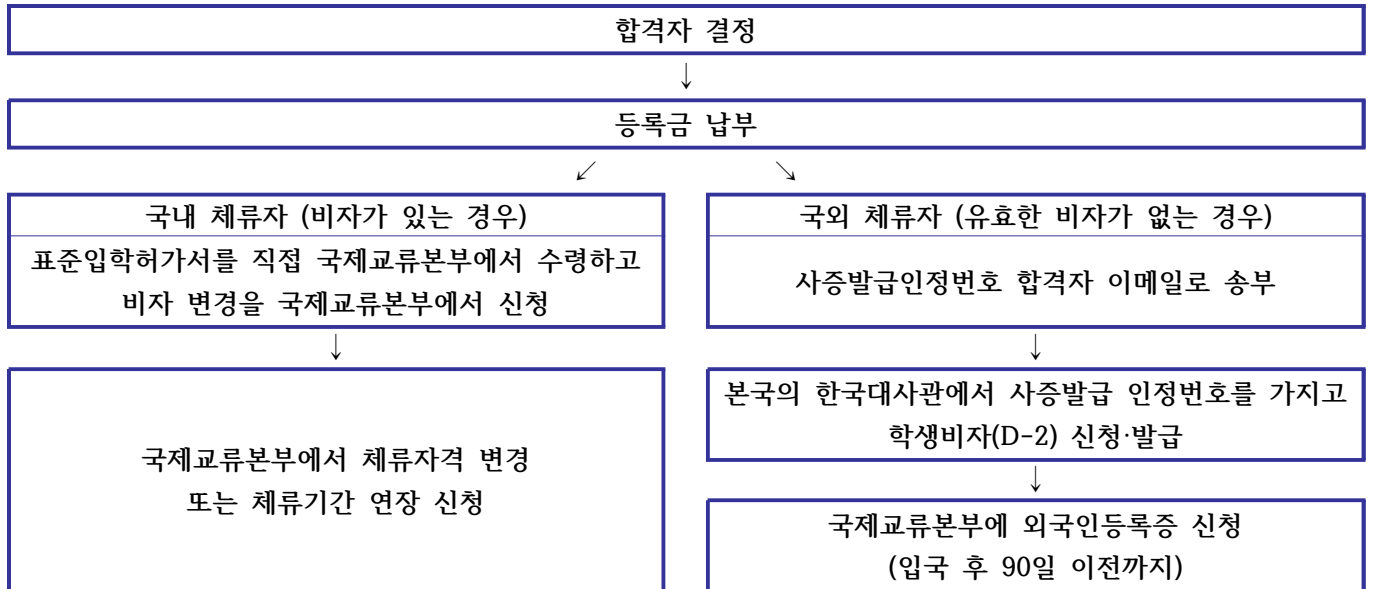 합격자 결정
↓
등록금 납부
↙ ↘
국내 체류자 (비자가 있는 경우)
표준입학허가서를 직접 국제교류본부에서 수령하고
비자 변경을 국제교류본부에서 신청
↓
국제교류본부에서 체류자격 변경
또는 체류기간 연장 신청
국외 체류자 (유효한 비자가 없는 경우)
사증발급인정번호 합격자 이메일로 송부
↓
본국의 한국대사관에서 사증발급 인정번호를 가지고
학생비자(D-2) 신청·발급
↓
국제교류본부에 외국인등록증 신청
(입국 후 90일 이전까지)